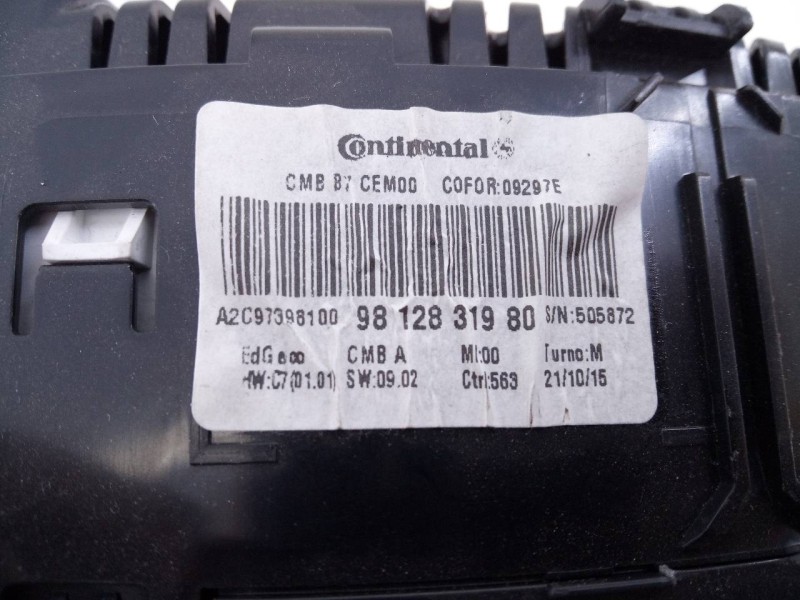 Continental
CMB B7 CEM00 COFOR:09297E
A2C97398100 98 128 319 80 S/N:505872
CMB A MI:00 Turno:M
HW:C7(01.01) SW:09.02 Ctrl:563 21/10/15